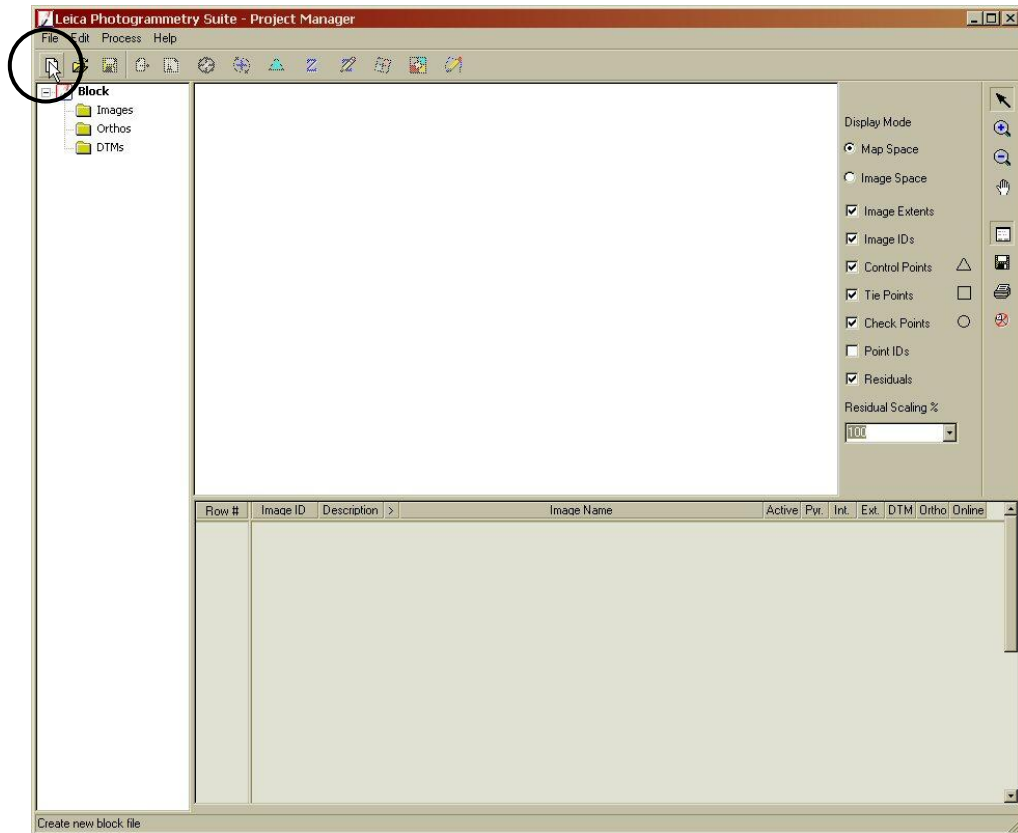 Leica Photogrammetry Suite - Project Manager
File Edit Process Help
Block
Images
Orthos
DTMs
Display Mode
Map Space
Image Space
Image Extents
Image IDs
Control Points
Tie Points
Check Points
Point IDs
Residuals
Residual Scaling %
100
Row # Image ID Description > Image Name Active Pyr. Int. Ext. DTM Ortho Online
Create new block file